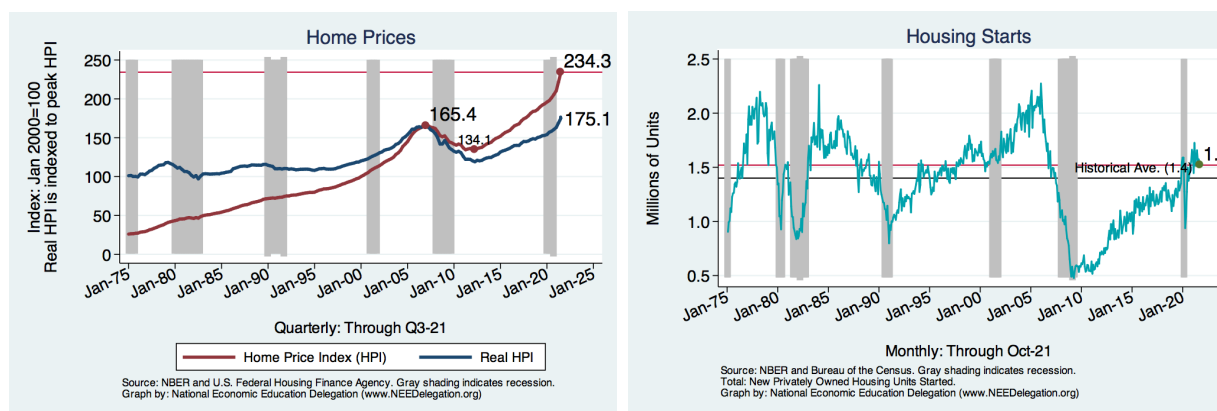 Home Prices
Index: Jan 2000=100
Real HPI is indexed to peak HPI
250
200
150
100
50
0
234.3
165.4
134.1
175.1
Jan-75
Jan-80
Jan-85
Jan-90
Jan-95
Jan-00
Jan-05
Jan-10
Jan-15
Jan-20
Jan-25
Quarterly: Through Q3-21
Home Price Index (HPI)
Real HPI
Source: NBER and U.S. Federal Housing Finance Agency. Gray shading indicates recession.
Graph by: National Economic Education Delegation (www.NEEDelegation.org)
Housing Starts
Millions of Units
2.5
2.0
1.5
1.0
0.5
1.
Historical Ave. (1.4)
Jan-75
Jan-80
Jan-85
Jan-90
Jan-95
Jan-00
Jan-05
Jan-10
Jan-15
Jan-20
Monthly: Through Oct-21
Source: NBER and Bureau of the Census. Gray shading indicates recession.
Total: New Privately Owned Housing Units Started.
Graph by: National Economic Education Delegation (www.NEEDelegation.org)